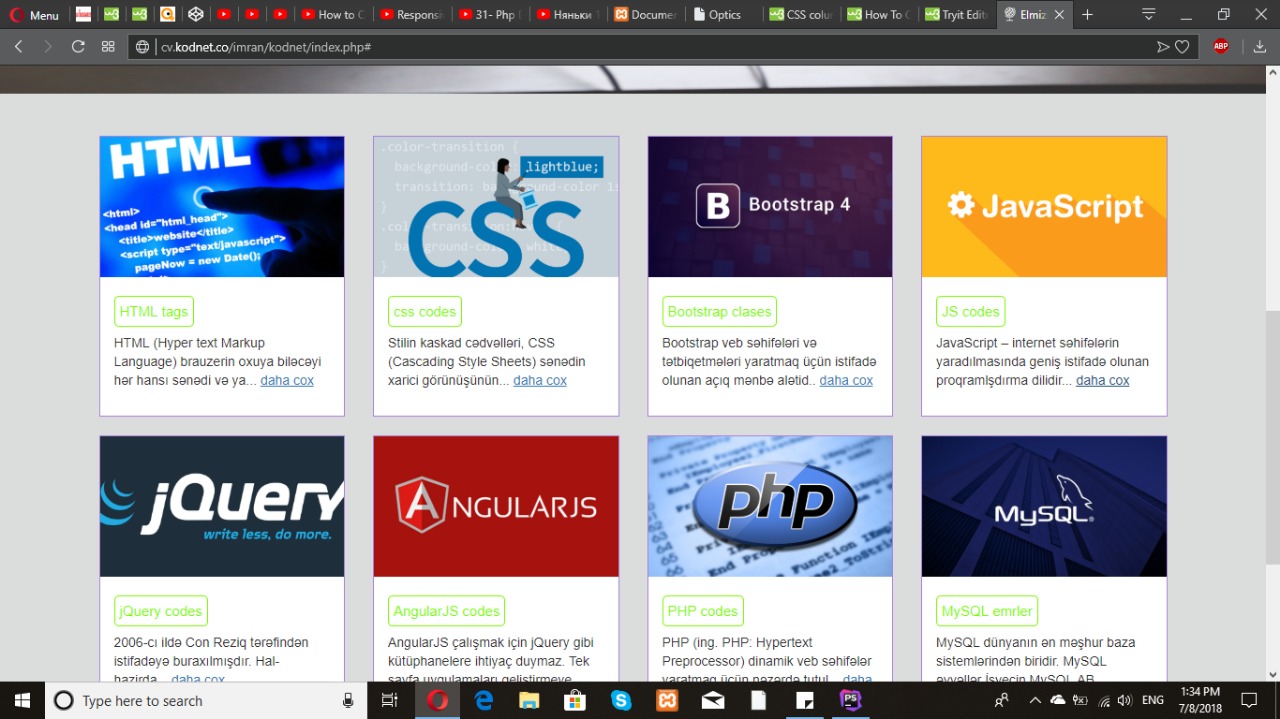 Menu
How to C
Responsi
31- Php D
Няньки 1
Documen
Optics
CSS colu
How To C
Tryit Edit
Elmiz
cv.kodnet.co/imran/kodnet/index.php#
ABP
HTML
<html>
<head id="html_head">
<title>website</title>
<script type="text/javascript">
pageNow = new Date();
.color-transition {
background-color: lightblue;
transition: background-color 1s
}
CSS
}
B Bootstrap 4
JavaScript
HTML tags
HTML (Hyper text Markup
Language) brauzerin oxuya biləcəyi
hər hansı sənədi və ya... daha cox
css codes
Stilin kaskad cədvəlləri, CSS
(Cascading Style Sheets) sənədin
xarici görünüşünün... daha cox
Bootstrap clases
Bootstrap veb səhifələri və
tətbiqetmələri yaratmaq üçün istifadə
olunan açıq mənbə alətid.. daha cox
JS codes
JavaScript – internet səhifələrin
yaradılmasında geniş istifadə olunan
proqramlşdırma dilidir... daha cox
jQuery
write less, do more.
ANGULARJS
php
MySQL
jQuery codes
2006-cı ildə Con Reziq tərəfindən
istifadəyə buraxılmışdır. Hal-
hazirda... daha cox
AngularJS codes
AngularJS çalışmak için jQuery gibi
kütüphanelere ihtiyaç duymaz. Tek
sayfa uygulamaları geliştirmeye
PHP codes
PHP (ing. PHP: Hypertext
Preprocessor) dinamik veb səhifələr
yaratmaq üçün nəzərdə tutul... daha
MySQL emrler
MySQL dünyanın ən məşhur baza
sistemlərindən biridir. MySQL
əvvəllər İsveçin MySQL AB
Type here to search
PS
ENG
1:34 PM
7/8/2018